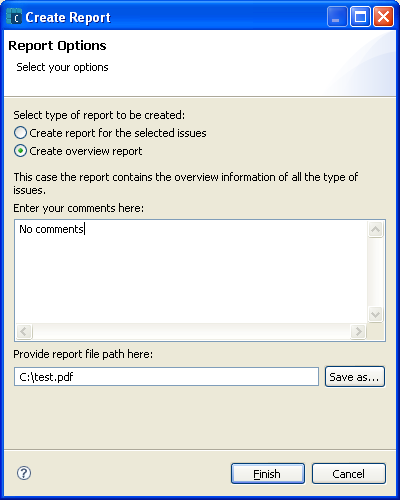 C Create Report
Report Options
Select your options
Select type of report to be created:
Create report for the selected issues
Create overview report
This case the report contains the overview information of all the type of
issues.
Enter your comments here:
No comments
Provide report file path here:
C:\test.pdf Save as...
? Finish Cancel